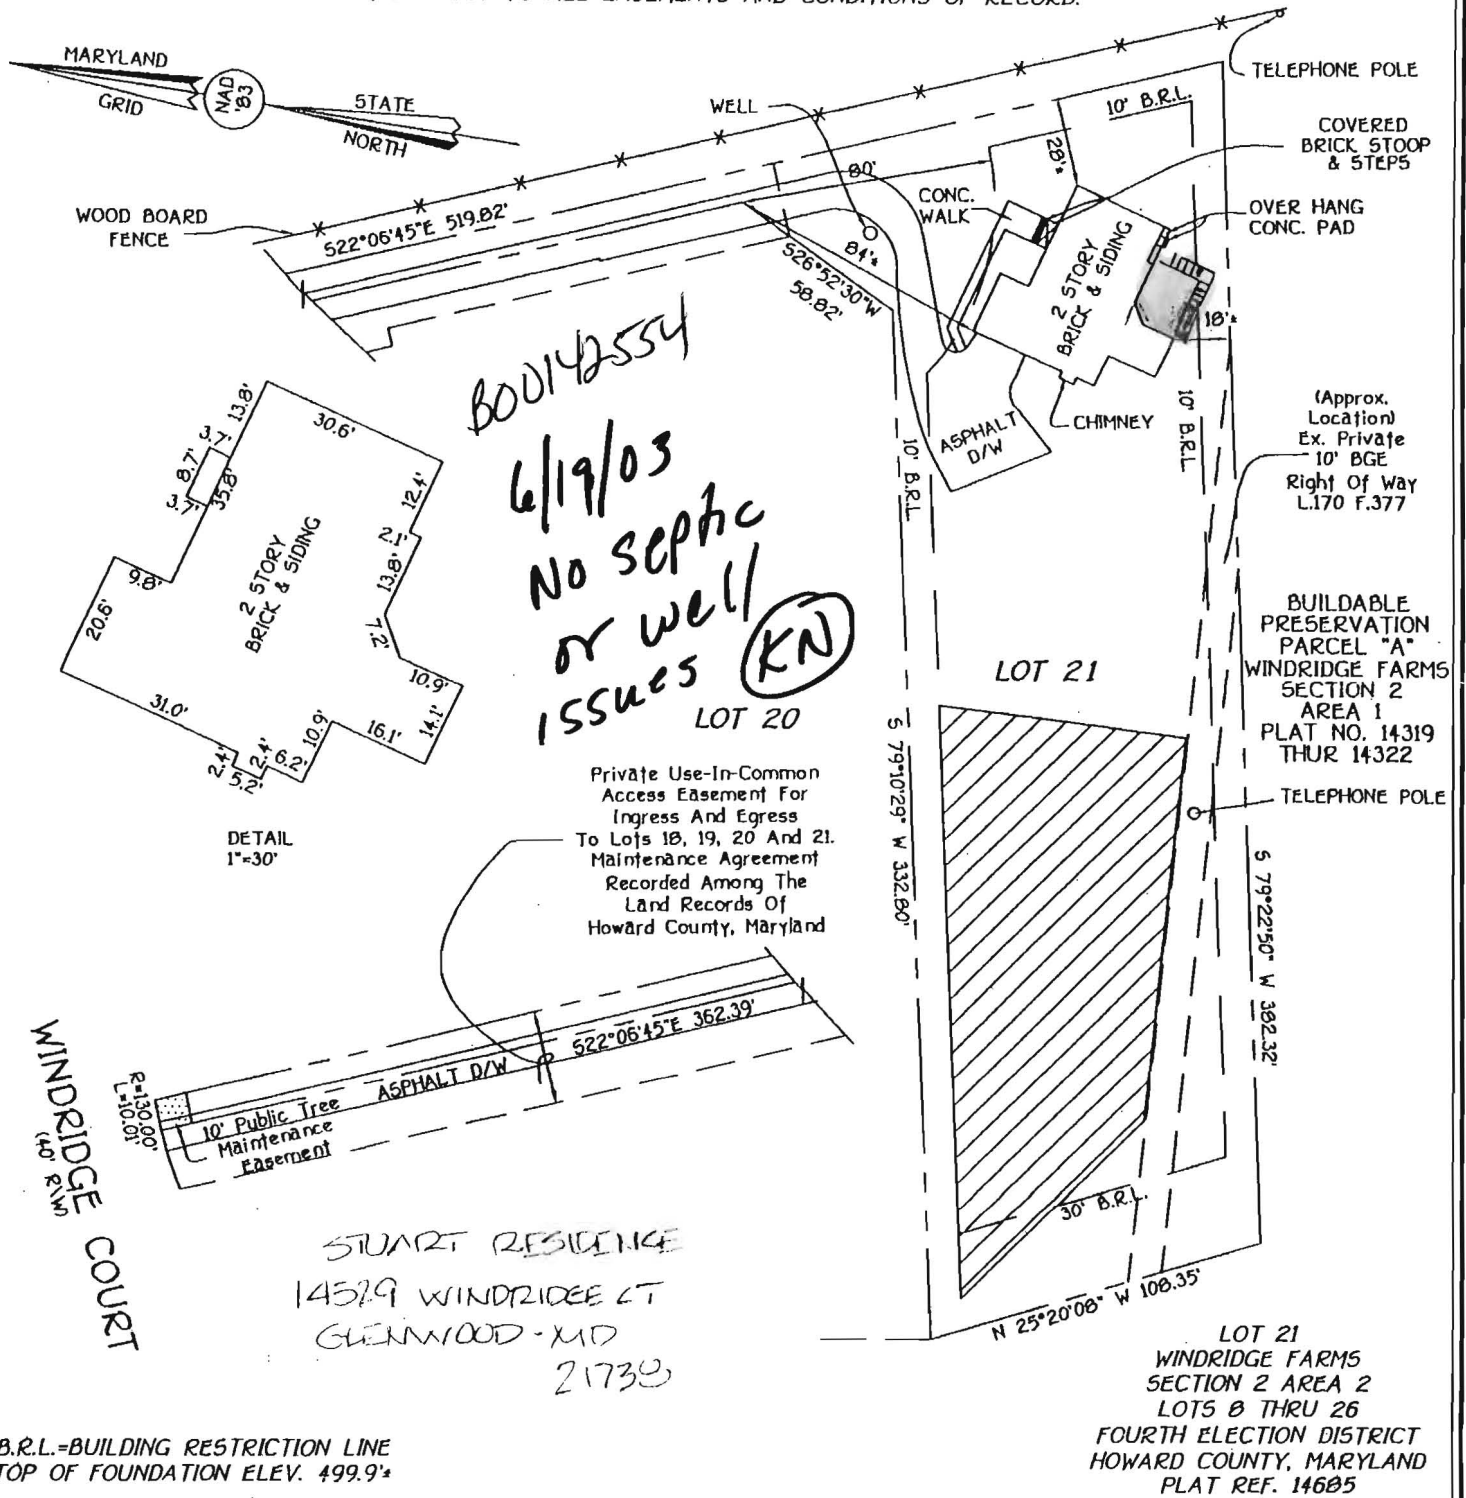 EASEMENTS AND CONDITIONS OF RECORD.
MARYLAND
GRID
NAD
'83
STATE
NORTH
WOOD BOARD
FENCE
S22°06'45"E 519.82'
WELL
80'
28'±
10' B.R.L.
TELEPHONE POLE
COVERED
BRICK STOOP
& STEPS
OVER HANG
CONC. PAD
CONC.
WALK
84'±
S26°52'30"W
58.82'
2 STORY
BRICK & SIDING
18'±
ASPHALT
D/W
CHIMNEY
10' B.R.L.
10' B.R.L
(Approx.
Location)
Ex. Private
10' BGE
Right Of Way
L.170 F.377
B00142554
6/19/03
No septic
or well
issues
KN
13.8'
30.6'
3.7'
8.7'
3.7'
35.8'
12.4'
2.1'
13.8'
7.2'
9.8'
20.6'
2 STORY
BRICK & SIDING
10.9'
14.1'
31.0'
16.1'
10.9'
6.2'
2.4'
2.4'
5.2'
DETAIL
1"=30'
LOT 20
LOT 21
BUILDABLE
PRESERVATION
PARCEL "A"
WINDRIDGE FARMS
SECTION 2
AREA 1
PLAT NO. 14319
THUR 14322
TELEPHONE POLE
Private Use-In-Common
Access Easement For
Ingress And Egress
To Lots 18, 19, 20 And 21.
Maintenance Agreement
Recorded Among The
Land Records Of
Howard County, Maryland
S 79°10'29" W 332.80'
S 79°22'50" W 382.32'
S22°06'45"E 362.39'
ASPHALT D/W
R=130.00'
L=10.01'
10' Public Tree
Maintenance
Easement
WINDRIDGE COURT
(40' R/W)
30' B.R.L.
N 25°20'08" W 108.35'
STUART RESIDENCE
14529 WINDRIDGE CT
GLENWOOD - MD
21738
LOT 21
WINDRIDGE FARMS
SECTION 2 AREA 2
LOTS 8 THRU 26
FOURTH ELECTION DISTRICT
HOWARD COUNTY, MARYLAND
PLAT REF. 14685
B.R.L.=BUILDING RESTRICTION LINE
TOP OF FOUNDATION ELEV. 499.9'±